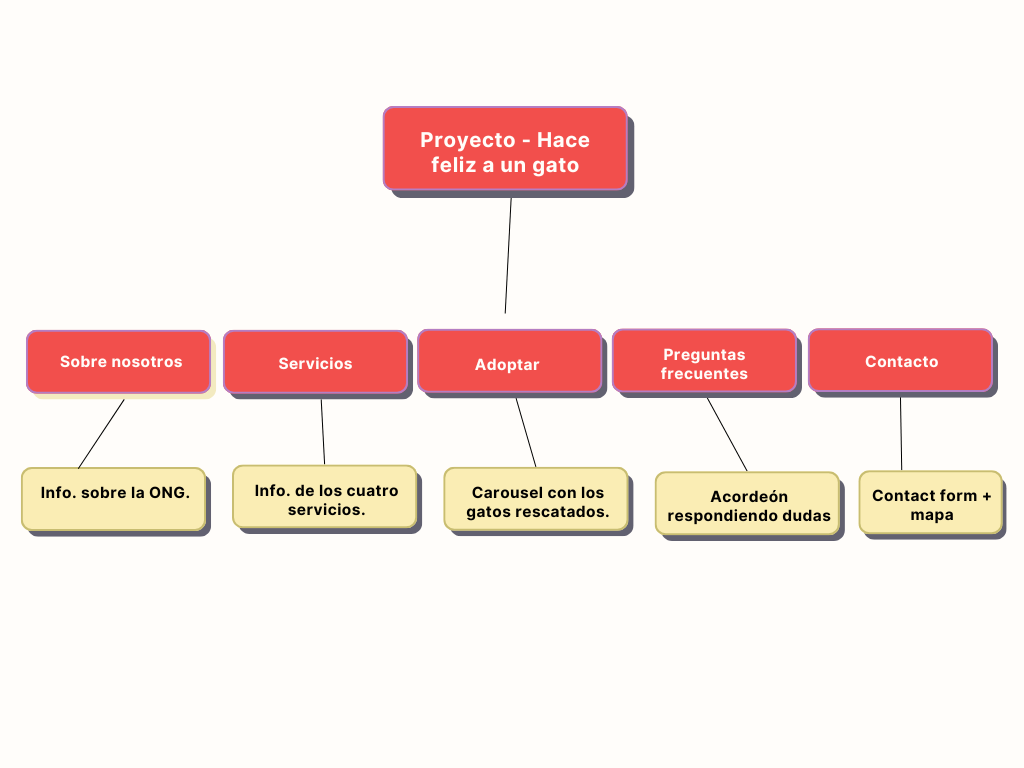 Proyecto - Hace
feliz a un gato
Sobre nosotros
Servicios
Adoptar
Preguntas
frecuentes
Contacto
Info. sobre la ONG.
Info. de los cuatro
servicios.
Carousel con los
gatos rescatados.
Acordeón
respondiendo dudas
Contact form +
mapa